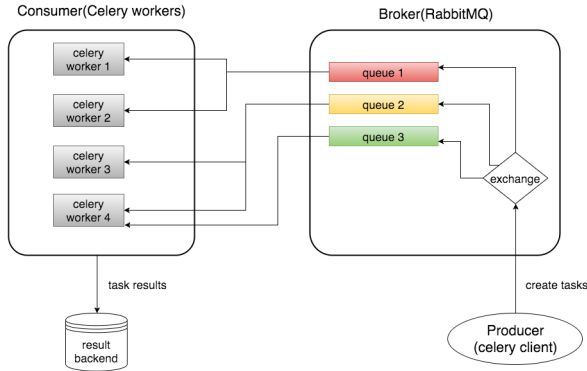 Consumer(Celery workers)
Broker(RabbitMQ)
celery
worker 1
celery
worker 2
celery
worker 3
celery
worker 4
queue 1
queue 2
queue 3
exchange
task results
create tasks
result
backend
Producer
(celery client)